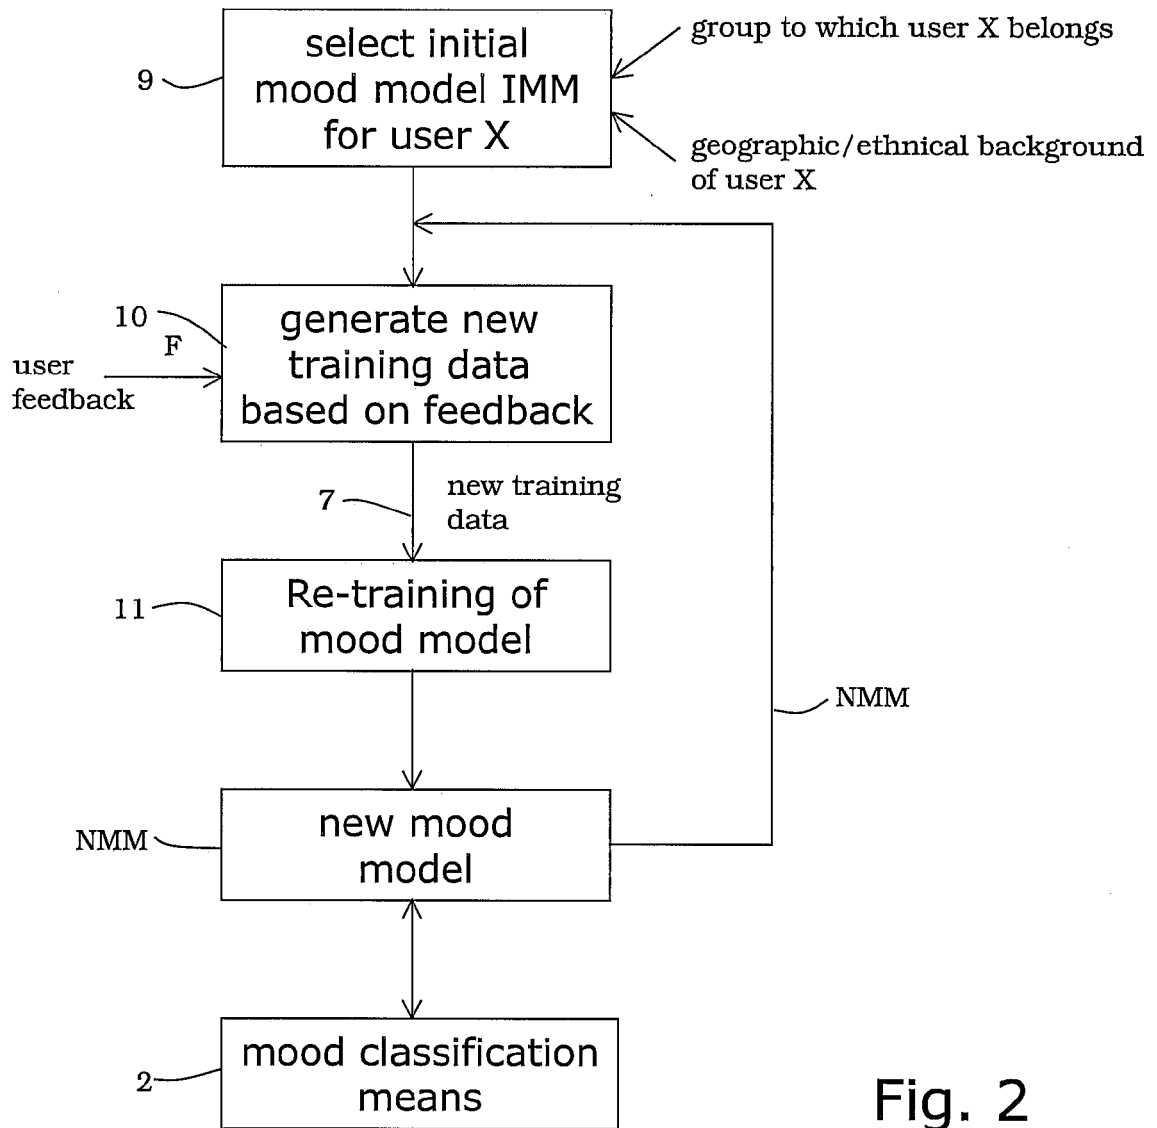 select initial
mood model IMM
for user X
9
group to which user X belongs
geographic/ethnical background
of user X
10
F
user
feedback
generate new
training data
based on feedback
7
new training
data
11
Re-training of
mood model
NMM
NMM
new mood
model
2
mood classification
means
Fig. 2